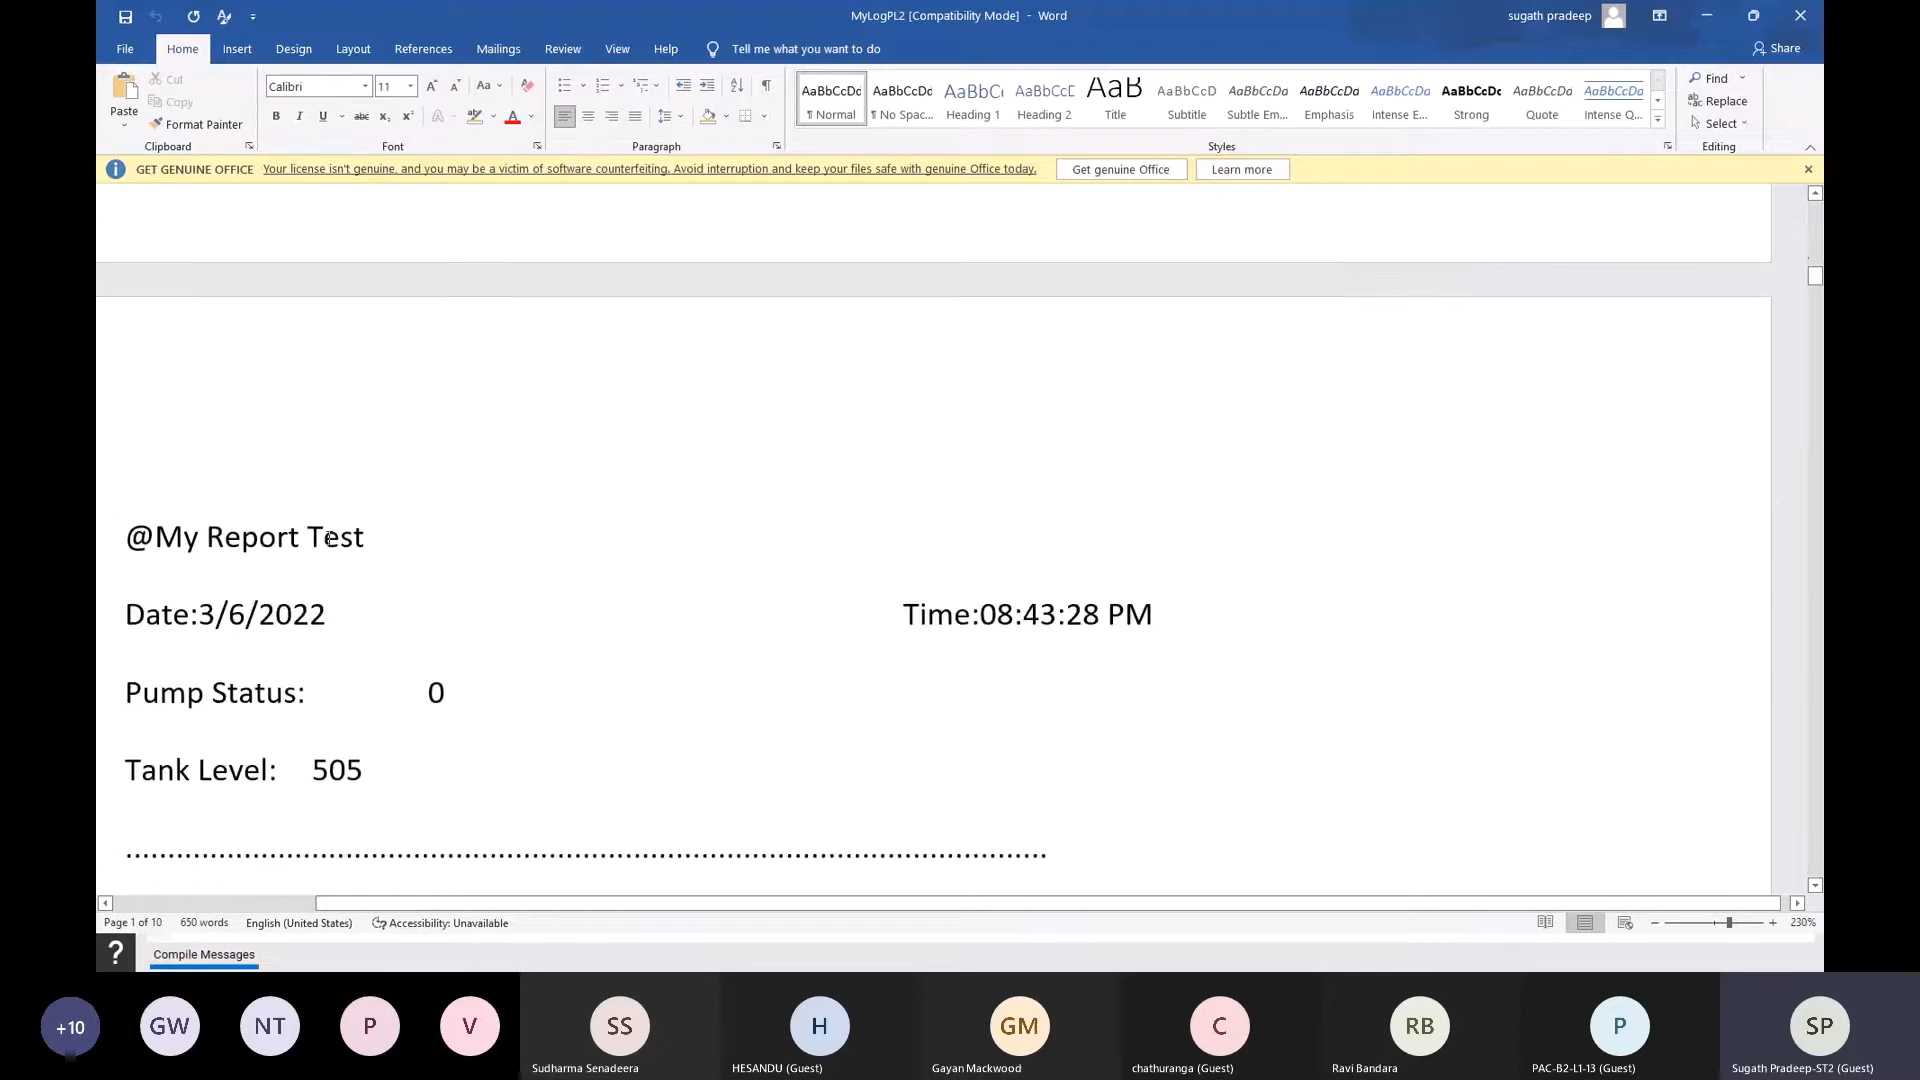 MyLogPL2 [Compatibility Mode] - Word
sugath pradeep
File Home Insert Design Layout References Mailings Review View Help Tell me what you want to do
Share
Paste
Cut
Copy
Format Painter
Clipboard
Calibri 11
Font
Paragraph
AaBbCcDc AaBbCcDc AaBbCc AaBbCcD AaB AaBbCcD AaBbCcDa AaBbCcDa AaBbCcDa AaBbCcDc AaBbCcDa AaBbCcDa
¶ Normal ¶ No Spac... Heading 1 Heading 2 Title Subtitle Subtle Em... Emphasis Intense E... Strong Quote Intense Q...
Styles
Find
Replace
Select
Editing
GET GENUINE OFFICE Your license isn't genuine, and you may be a victim of software counterfeiting. Avoid interruption and keep your files safe with genuine Office today. Get genuine Office Learn more
@My Report Test
Date:3/6/2022 Time:08:43:28 PM
Pump Status: 0
Tank Level: 505
................................................................................................................
Page 1 of 10 650 words English (United States) Accessibility: Unavailable 230%
? Compile Messages
+10 GW NT P V SS H GM C RB P SP
Sudharma Senadeera HESANDU (Guest) Gayan Mackwood chathuranga (Guest) Ravi Bandara PAC-B2-L1-13 (Guest) Sugath Pradeep-ST2 (Guest)